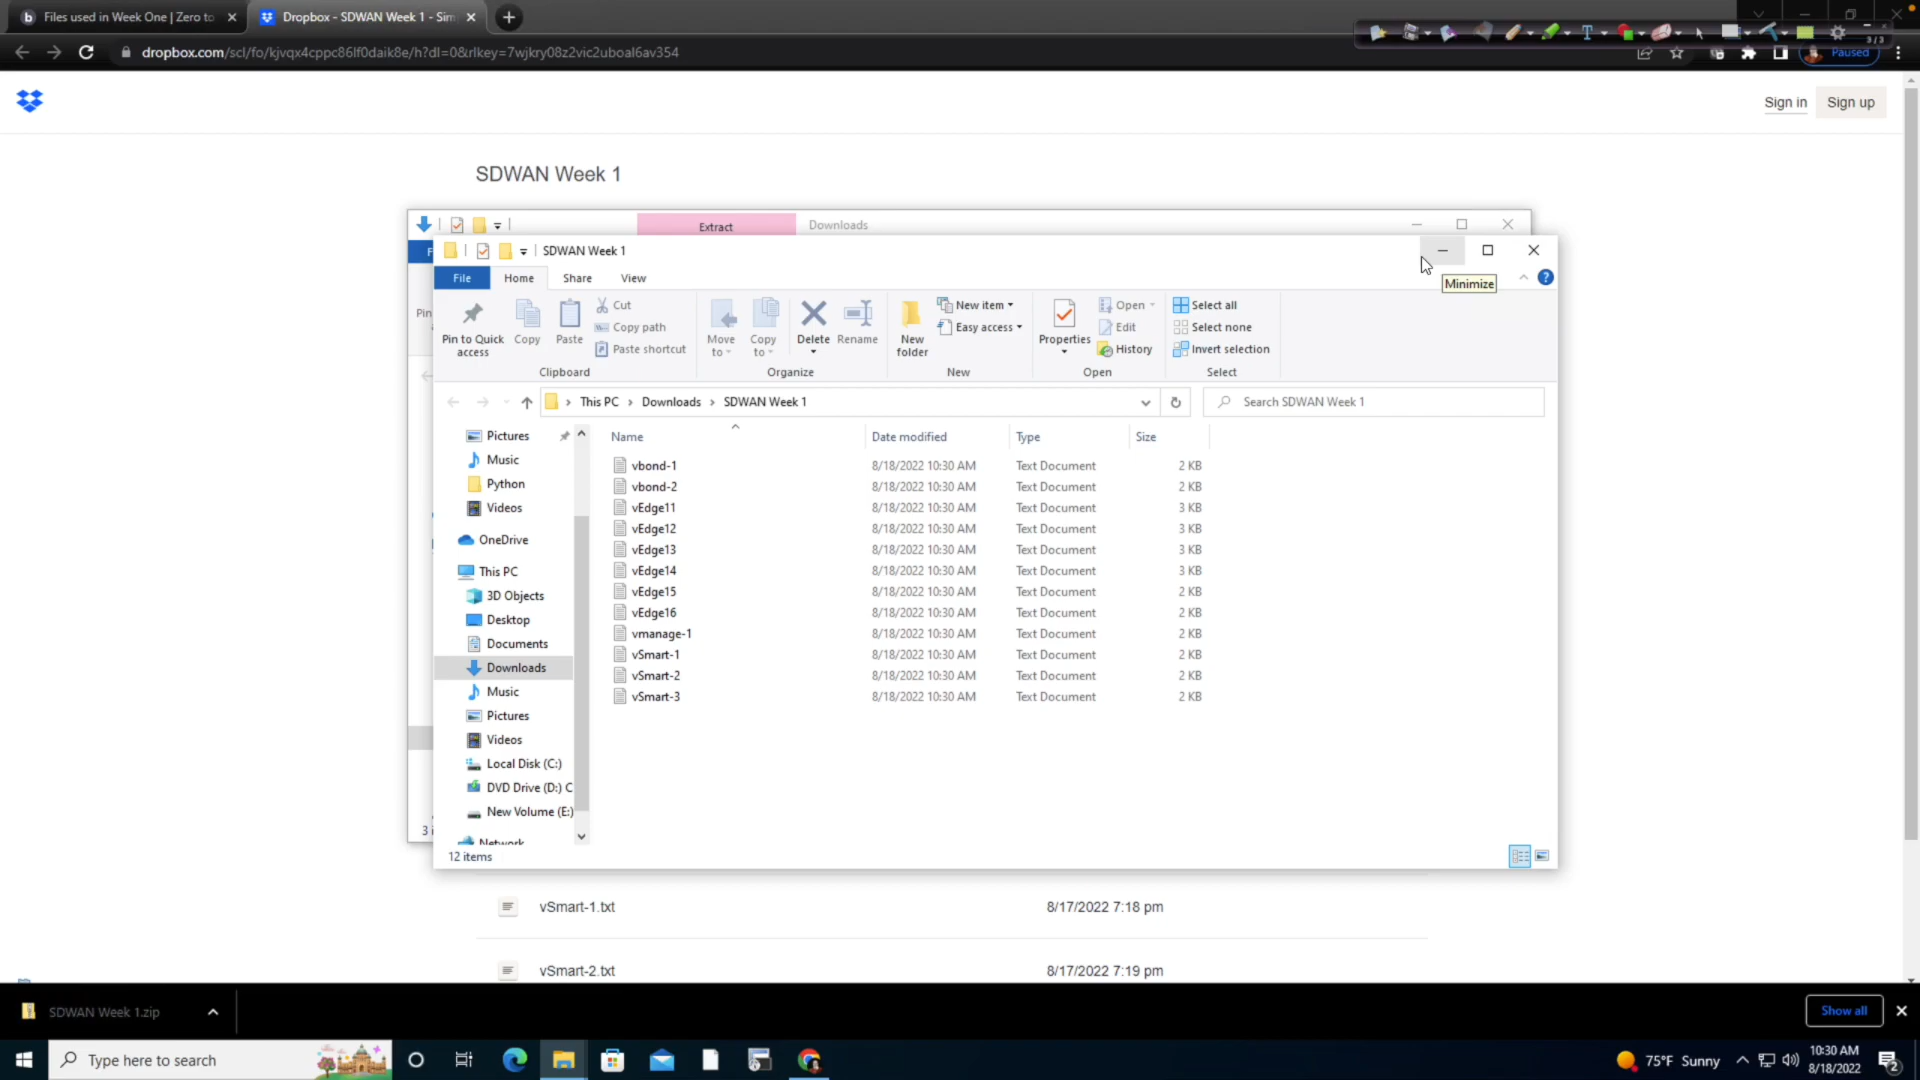 Files used in Week One | Zero to
Dropbox - SDWAN Week 1 - Sim
dropbox.com/scl/fo/kjvqx4cppc86lf0daik8e/h?dl=0&rlkey=7wjkry08z2vic2uboal6av354
3/3
Paused
Sign in
Sign up
SDWAN Week 1
Extract
Downloads
SDWAN Week 1
Minimize
File
Home
Share
View
Pin to Quick access
Copy
Paste
Cut
Copy path
Paste shortcut
Clipboard
Move to
Copy to
Delete
Rename
Organize
New folder
New item
Easy access
New
Properties
Open
Edit
History
Open
Select all
Select none
Invert selection
Select
This PC
Downloads
SDWAN Week 1
Search SDWAN Week 1
Name
Date modified
Type
Size
vbond-1 8/18/2022 10:30 AM Text Document 2 KB
vbond-2 8/18/2022 10:30 AM Text Document 2 KB
vEdge11 8/18/2022 10:30 AM Text Document 3 KB
vEdge12 8/18/2022 10:30 AM Text Document 3 KB
vEdge13 8/18/2022 10:30 AM Text Document 3 KB
vEdge14 8/18/2022 10:30 AM Text Document 3 KB
vEdge15 8/18/2022 10:30 AM Text Document 2 KB
vEdge16 8/18/2022 10:30 AM Text Document 2 KB
vmanage-1 8/18/2022 10:30 AM Text Document 2 KB
vSmart-1 8/18/2022 10:30 AM Text Document 2 KB
vSmart-2 8/18/2022 10:30 AM Text Document 2 KB
vSmart-3 8/18/2022 10:30 AM Text Document 2 KB
Pictures
Music
Python
Videos
OneDrive
This PC
3D Objects
Desktop
Documents
Downloads
Music
Pictures
Videos
Local Disk (C:)
DVD Drive (D:) C
New Volume (E:)
Network
12 items
vSmart-1.txt 8/17/2022 7:18 pm
vSmart-2.txt 8/17/2022 7:19 pm
SDWAN Week 1.zip
Show all
Type here to search
75°F Sunny
10:30 AM
8/18/2022
2